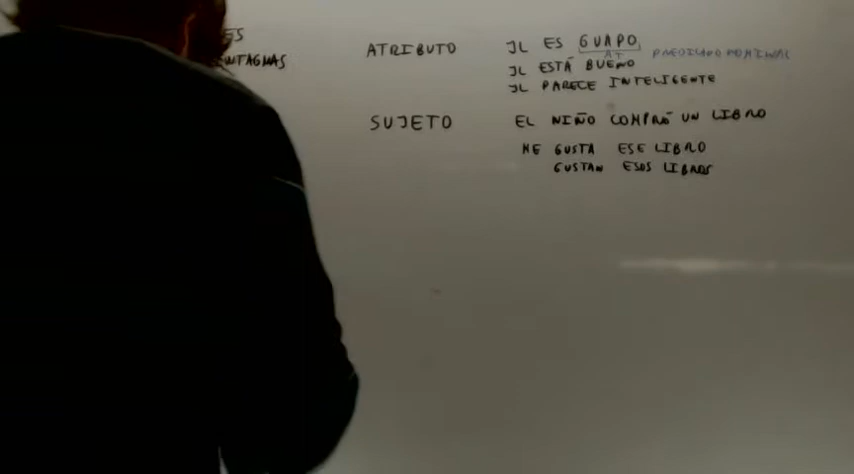 ES
NTAGMAS
ATRIBUTO JL ES GUAPO
AT PREDICADO NOMINAL
JL ESTÁ BUENO
JL PARECE INTELIGENTE
SUJETO EL NIÑO COMPRÓ UN LIBRO
ME GUSTA ESE LIBRO
GUSTAN ESOS LIBROS